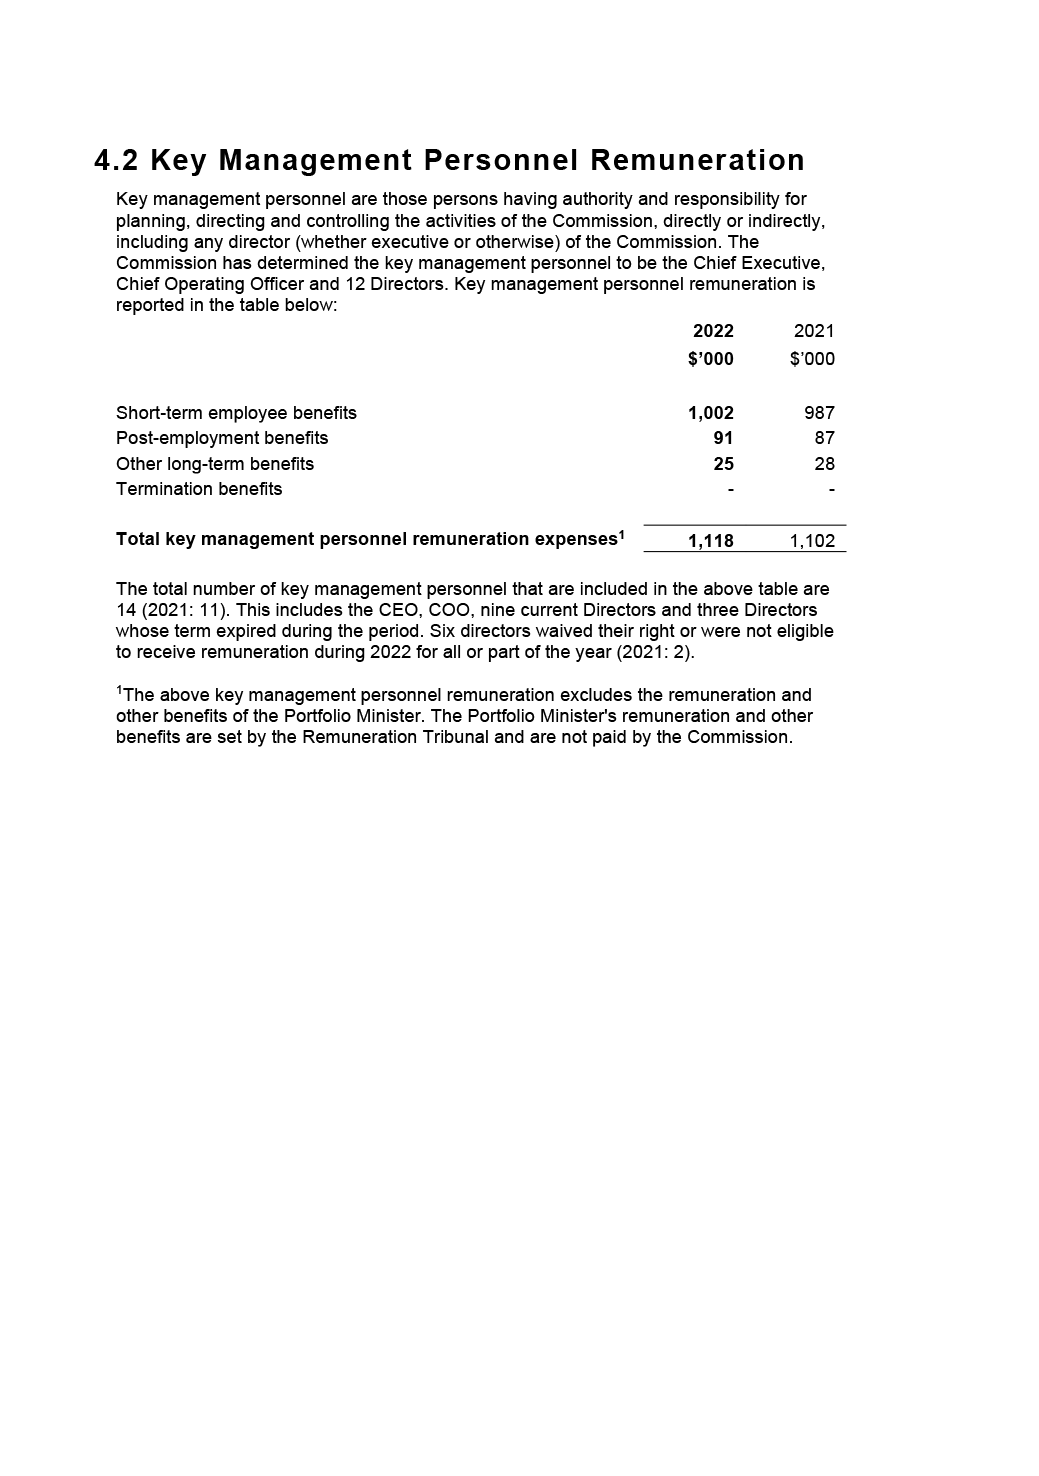 4.2 Key Management Personnel Remuneration
Key management personnel are those persons having authority and responsibility for
planning, directing and controlling the activities of the Commission, directly or indirectly,
including any director (whether executive or otherwise) of the Commission. The
Commission has determined the key management personnel to be the Chief Executive,
Chief Operating Officer and 12 Directors. Key management personnel remuneration is
reported in the table below:
2022 2021
$’000 $’000
Short-term employee benefits 1,002 987
Post-employment benefits 91 87
Other long-term benefits 25 28
Termination benefits - -
Total key management personnel remuneration expenses¹ 1,118 1,102
The total number of key management personnel that are included in the above table are
14 (2021: 11). This includes the CEO, COO, nine current Directors and three Directors
whose term expired during the period. Six directors waived their right or were not eligible
to receive remuneration during 2022 for all or part of the year (2021: 2).
¹The above key management personnel remuneration excludes the remuneration and
other benefits of the Portfolio Minister. The Portfolio Minister's remuneration and other
benefits are set by the Remuneration Tribunal and are not paid by the Commission.